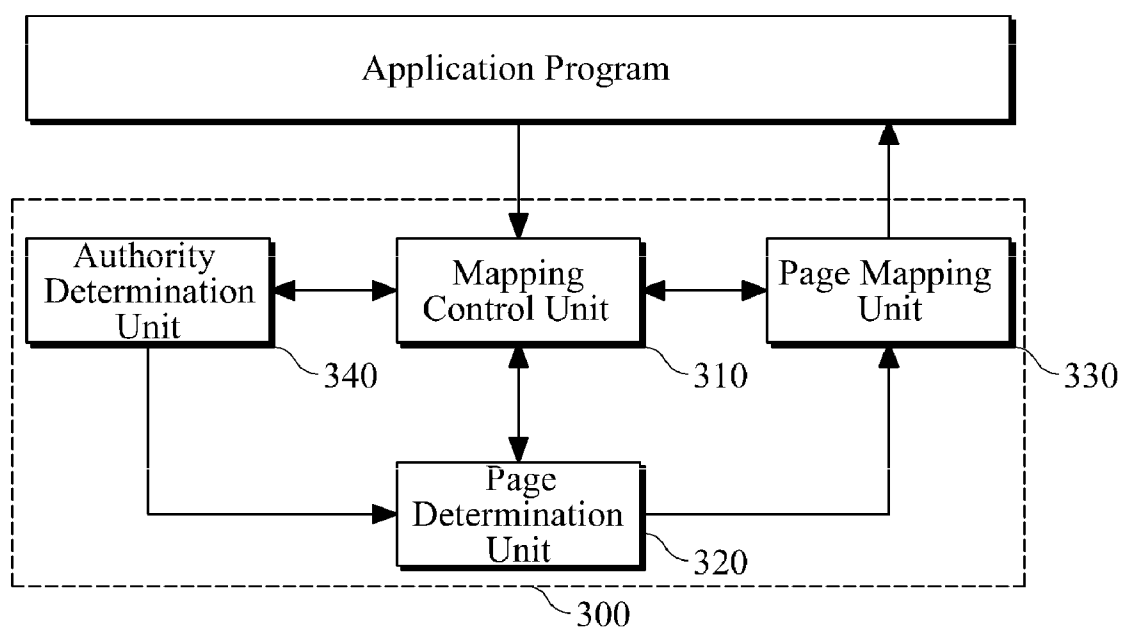 Application Program
Authority
Determination
Unit
340
Mapping
Control Unit
310
Page Mapping
Unit
330
Page
Determination
Unit
320
300